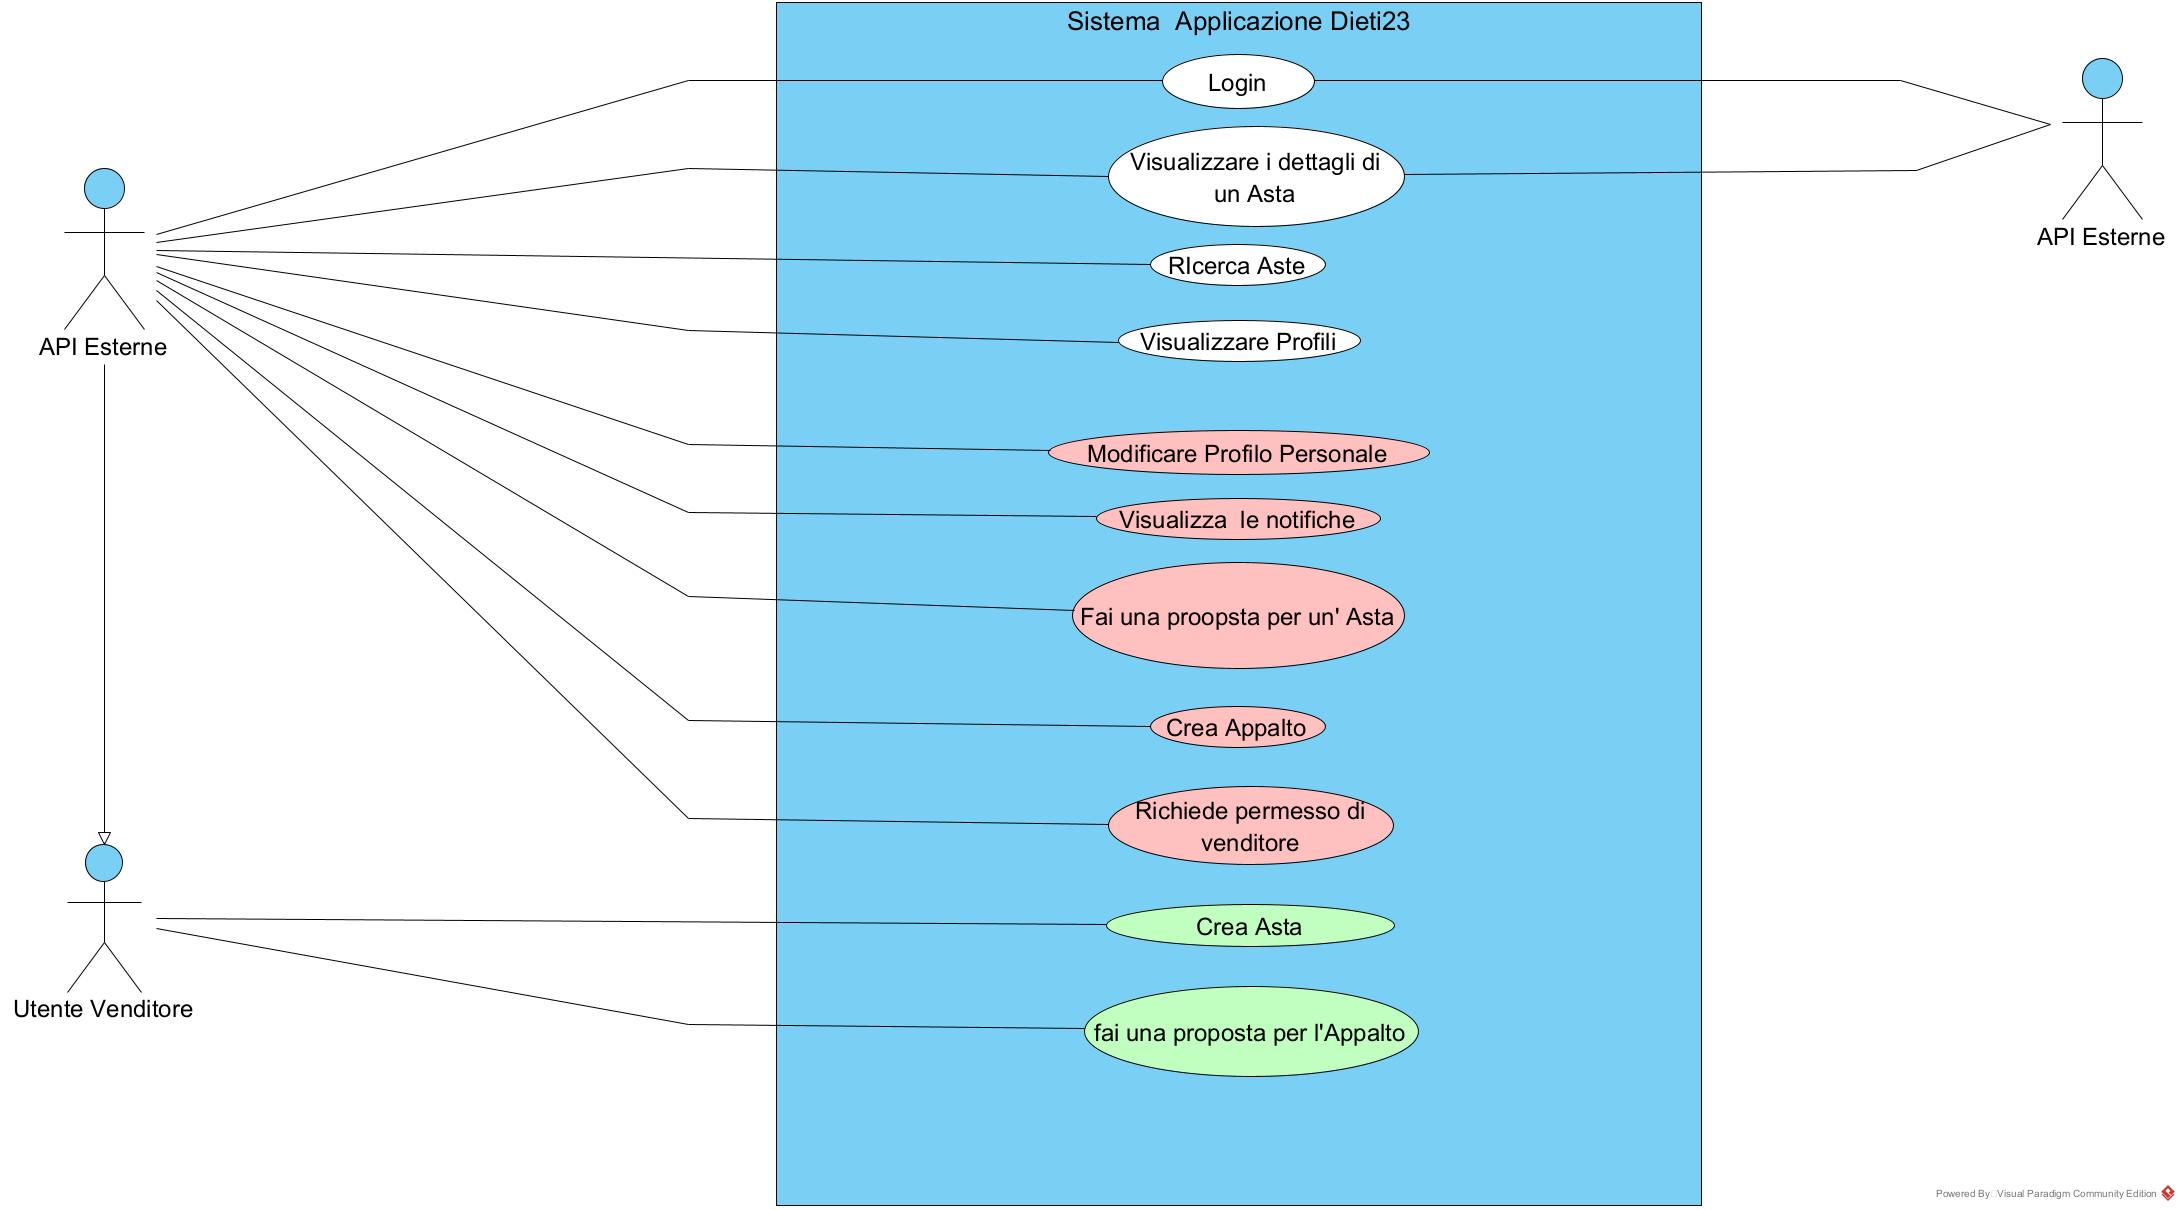 Sistema  Applicazione Dieti23
Login
Visualizzare i dettagli di
un Asta
RIcerca Aste
Visualizzare Profili
Modificare Profilo Personale
Visualizza  le notifiche
Fai una proopsta per un' Asta
Crea Appalto
Richiede permesso di
venditore
Crea Asta
fai una proposta per l'Appalto
API Esterne
Utente Venditore
API Esterne
Powered By Visual Paradigm Community Edition